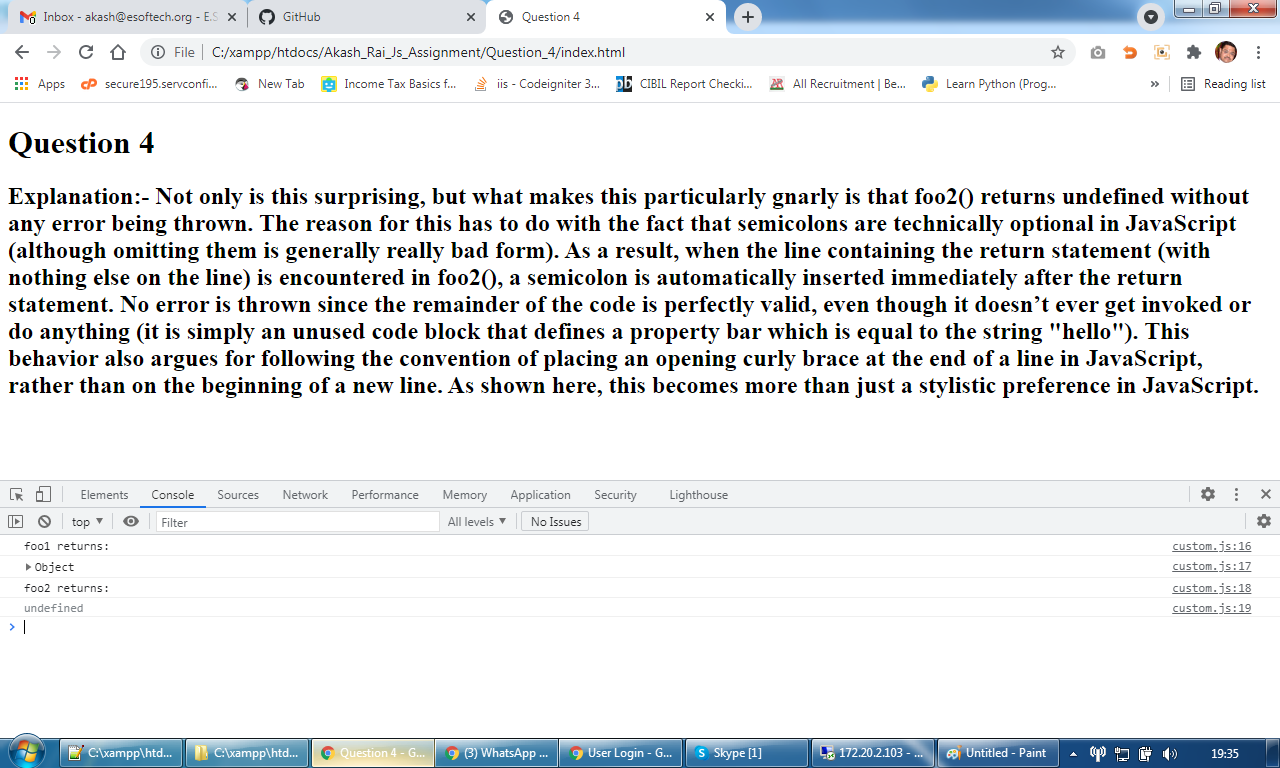 Inbox - akash@esoftech.org - E.S
GitHub
Question 4
File
C:/xampp/htdocs/Akash_Rai_Js_Assignment/Question_4/index.html
Apps
secure195.servconfi...
New Tab
Income Tax Basics f...
iis - Codeigniter 3...
CIBIL Report Checki...
All Recruitment | Be...
Learn Python (Prog...
»
Reading list
Question 4
Explanation:- Not only is this surprising, but what makes this particularly gnarly is that foo2() returns undefined without
any error being thrown. The reason for this has to do with the fact that semicolons are technically optional in JavaScript
(although omitting them is generally really bad form). As a result, when the line containing the return statement (with
nothing else on the line) is encountered in foo2(), a semicolon is automatically inserted immediately after the return
statement. No error is thrown since the remainder of the code is perfectly valid, even though it doesn’t ever get invoked or
do anything (it is simply an unused code block that defines a property bar which is equal to the string "hello"). This
behavior also argues for following the convention of placing an opening curly brace at the end of a line in JavaScript,
rather than on the beginning of a new line. As shown here, this becomes more than just a stylistic preference in JavaScript.
Elements
Console
Sources
Network
Performance
Memory
Application
Security
Lighthouse
top
Filter
All levels
No Issues
foo1 returns:
custom.js:16
Object
custom.js:17
foo2 returns:
custom.js:18
undefined
custom.js:19
C:\xampp\htd...
C:\xampp\htd...
Question 4 - G...
(3) WhatsApp ...
User Login - G...
Skype [1]
172.20.2.103 - ...
Untitled - Paint
19:35